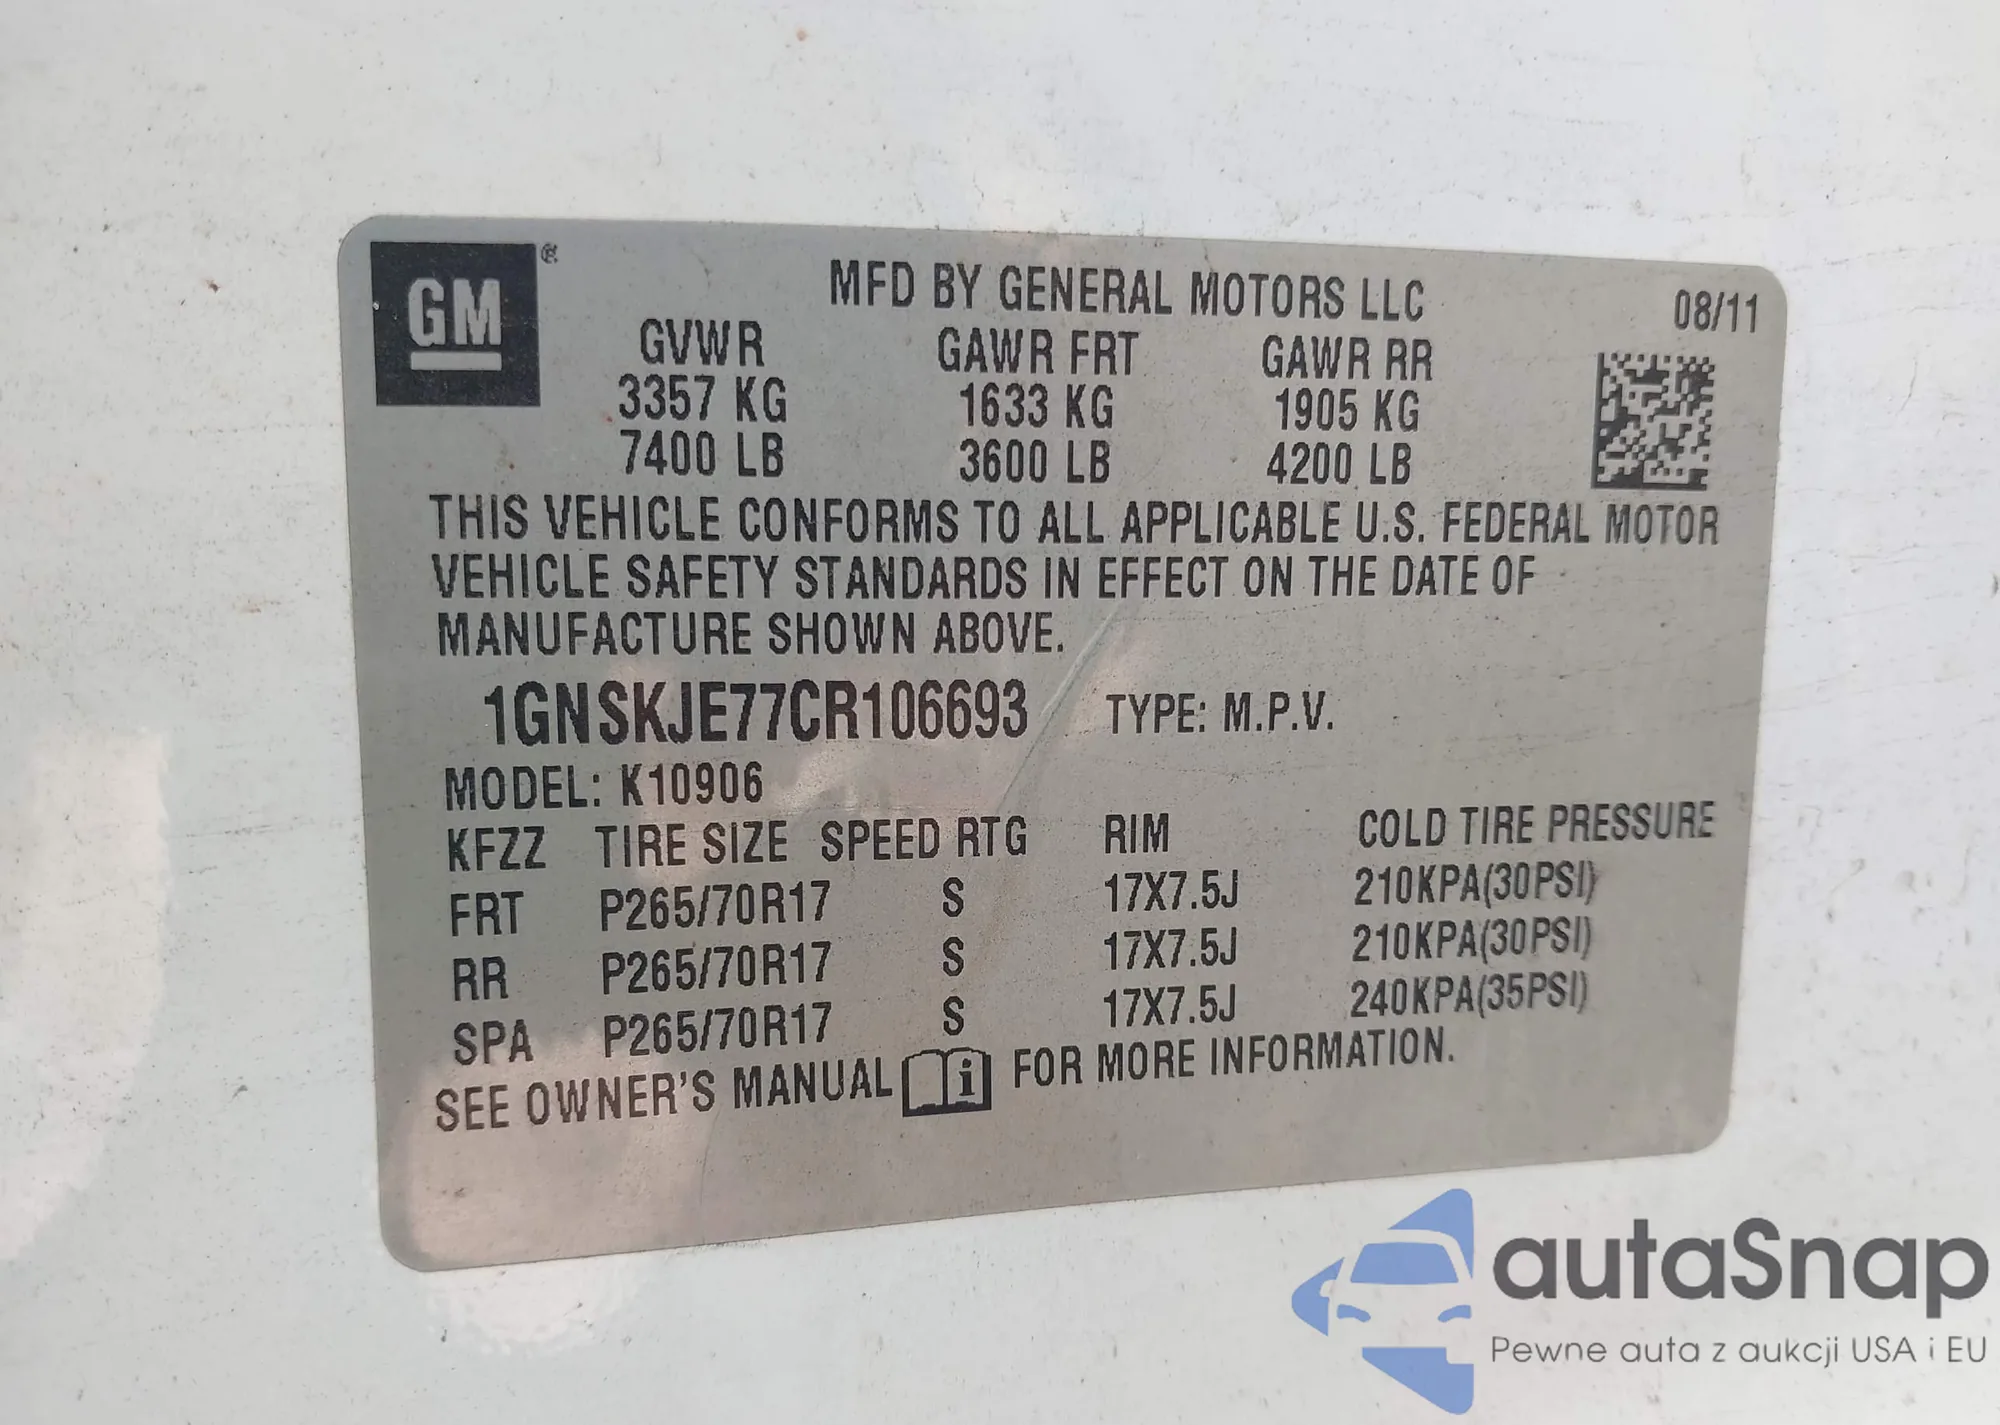 GM®
MFD BY GENERAL MOTORS LLC 08/11
GVWR GAWR FRT GAWR RR
3357 KG 1633 KG 1905 KG
7400 LB 3600 LB 4200 LB
THIS VEHICLE CONFORMS TO ALL APPLICABLE U.S. FEDERAL MOTOR
VEHICLE SAFETY STANDARDS IN EFFECT ON THE DATE OF
MANUFACTURE SHOWN ABOVE.
1GNSKJE77CR106693 TYPE: M.P.V.
MODEL: K10906
KFZZ TIRE SIZE SPEED RTG RIM COLD TIRE PRESSURE
FRT P265/70R17 S 17X7.5J 210KPA(30PSI)
RR P265/70R17 S 17X7.5J 210KPA(30PSI)
SPA P265/70R17 S 17X7.5J 240KPA(35PSI)
SEE OWNER'S MANUAL i FOR MORE INFORMATION.
autaSnap
Pewne auta z aukcji USA i EU